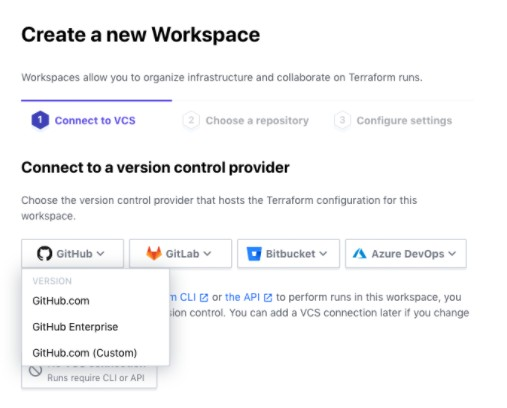 Create a new Workspace
Workspaces allow you to organize infrastructure and collaborate on Terraform runs.
1 Connect to VCS
2 Choose a repository
3 Configure settings
Connect to a version control provider
Choose the version control provider that hosts the Terraform configuration for this
workspace.
GitHub
GitLab
Bitbucket
Azure DevOps
VERSION
GitHub.com
GitHub Enterprise
GitHub.com (Custom)
CLI or the API to perform runs in this workspace, you
control. You can add a VCS connection later if you change
Runs require CLI or API